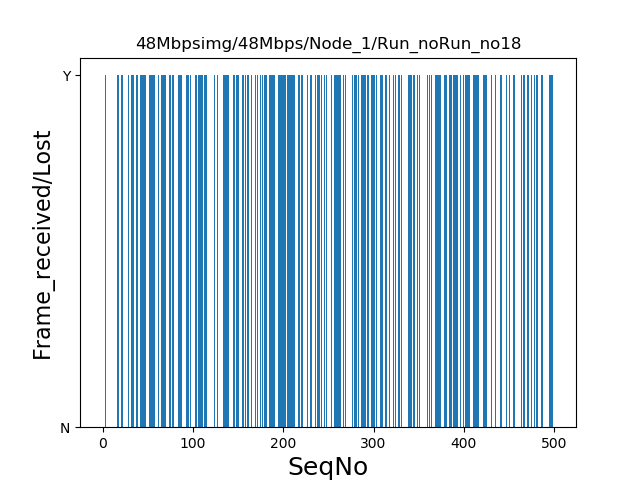 48Mbpsimg/48Mbps/Node_1/Run_noRun_no18
Y
Frame_received/Lost
N
0 100 200 300 400 500
SeqNo